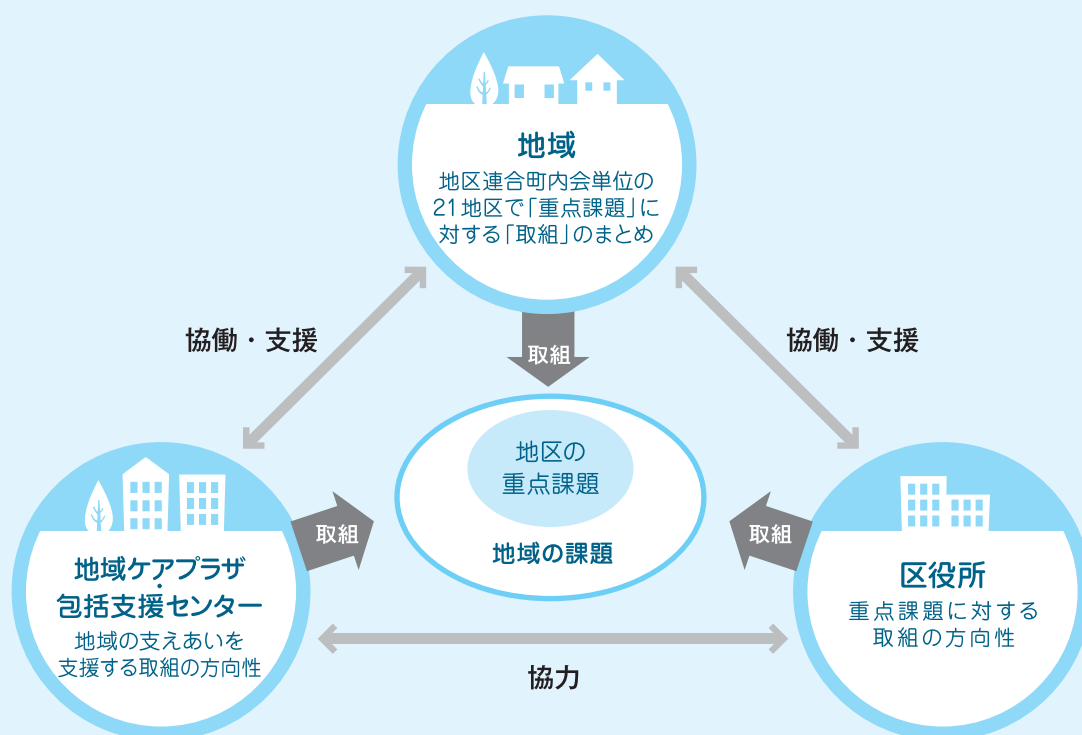 地域
地区連合町内会単位の
21地区で「重点課題」に
対する「取組」のまとめ
協働・支援
協働・支援
取組
地区の
重点課題
地域の課題
取組
取組
地域ケアプラザ
・
包括支援センター
地域の支えあいを
支援する取組の方向性
区役所
重点課題に対する
取組の方向性
協力